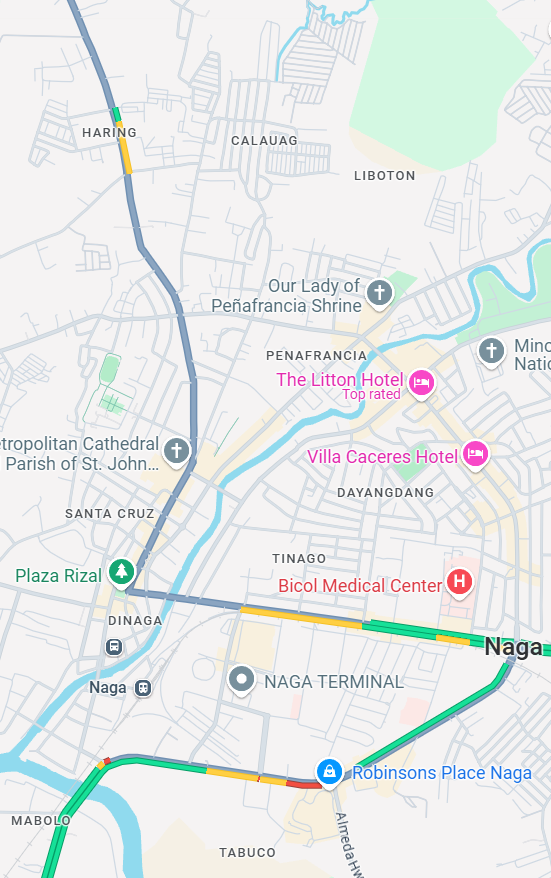 HARING
CALAUAG
LIBOTON
Our Lady of
Peñafrancia Shrine
PENAFRANCIA
Mino
Natio
The Litton Hotel
Top rated
etropolitan Cathedral
Parish of St. John...
Villa Caceres Hotel
DAYANGDANG
SANTA CRUZ
TINAGO
Plaza Rizal
Bicol Medical Center
H
DINAGA
Naga
Naga
NAGA TERMINAL
Robinsons Place Naga
MABOLO
Almeda Hw
TABUCO